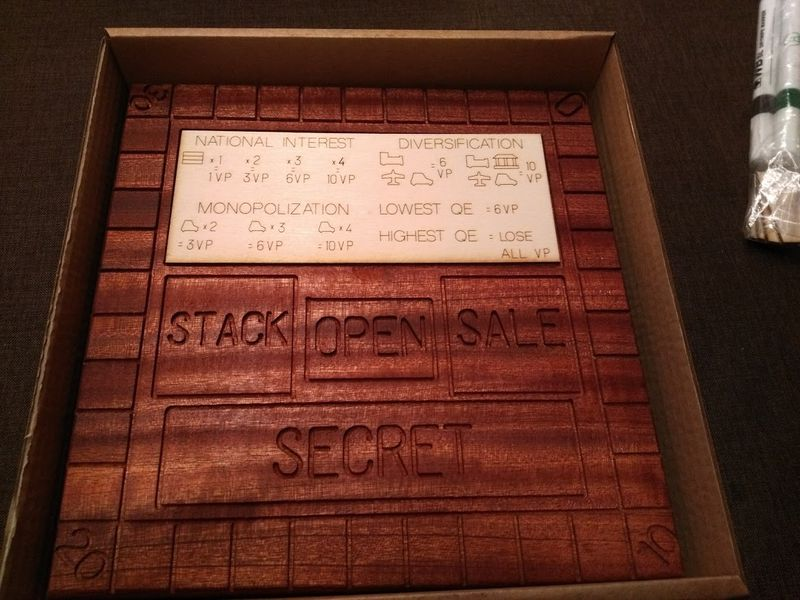 30
0
NATIONAL INTEREST
x1 x2 x3 x4
= = = =
1VP 3VP 6VP 10VP
DIVERSIFICATION
= 6 VP
= 10 VP
MONOPOLIZATION
x2 x3 x4
= 3VP = 6VP = 10VP
LOWEST QE = 6VP
HIGHEST QE = LOSE
ALL VP
STACK OPEN SALE
SECRET
20
10